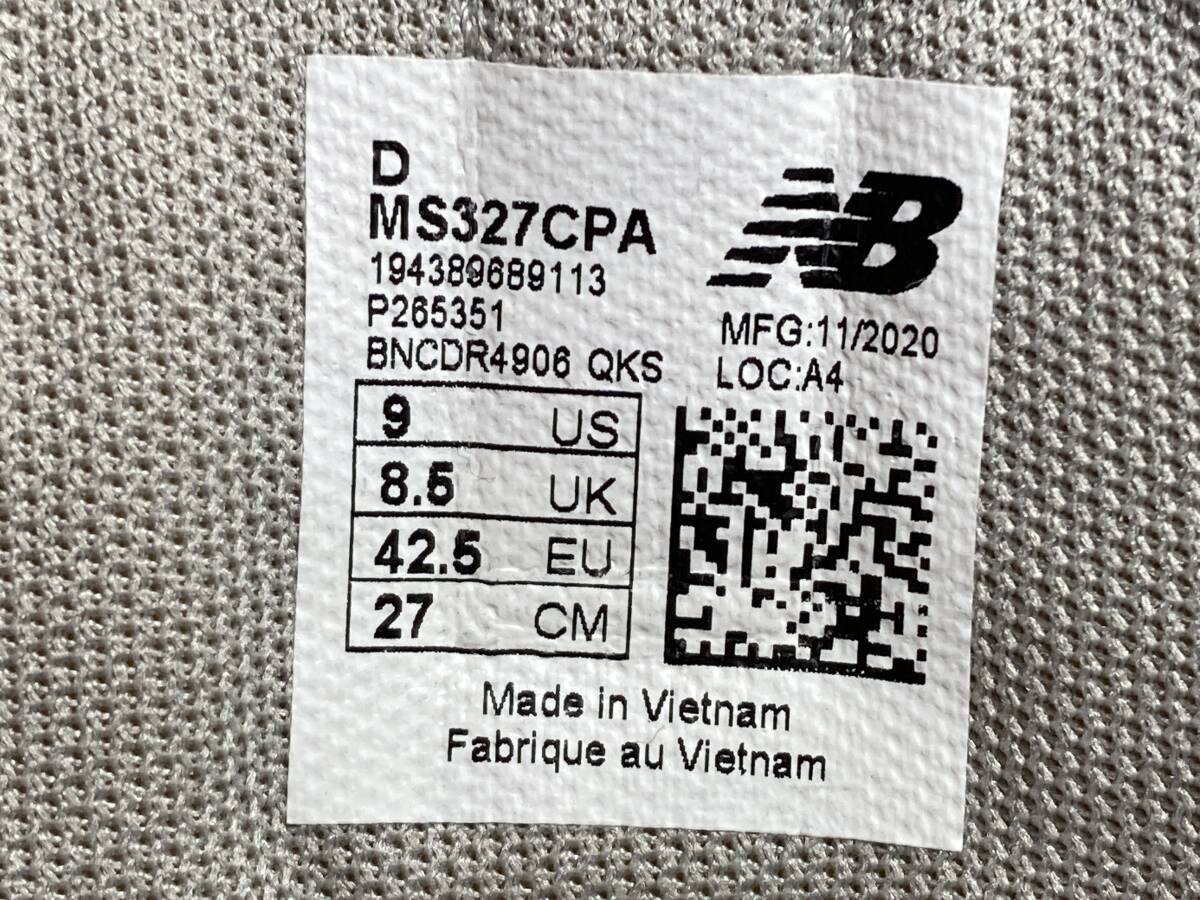 D
MS327CPA
194389689113
P265351
BNCDR4906 QKS
NB
MFG:11/2020
LOC:A4
9 US
8.5 UK
42.5 EU
27 CM
Made in Vietnam
Fabrique au Vietnam